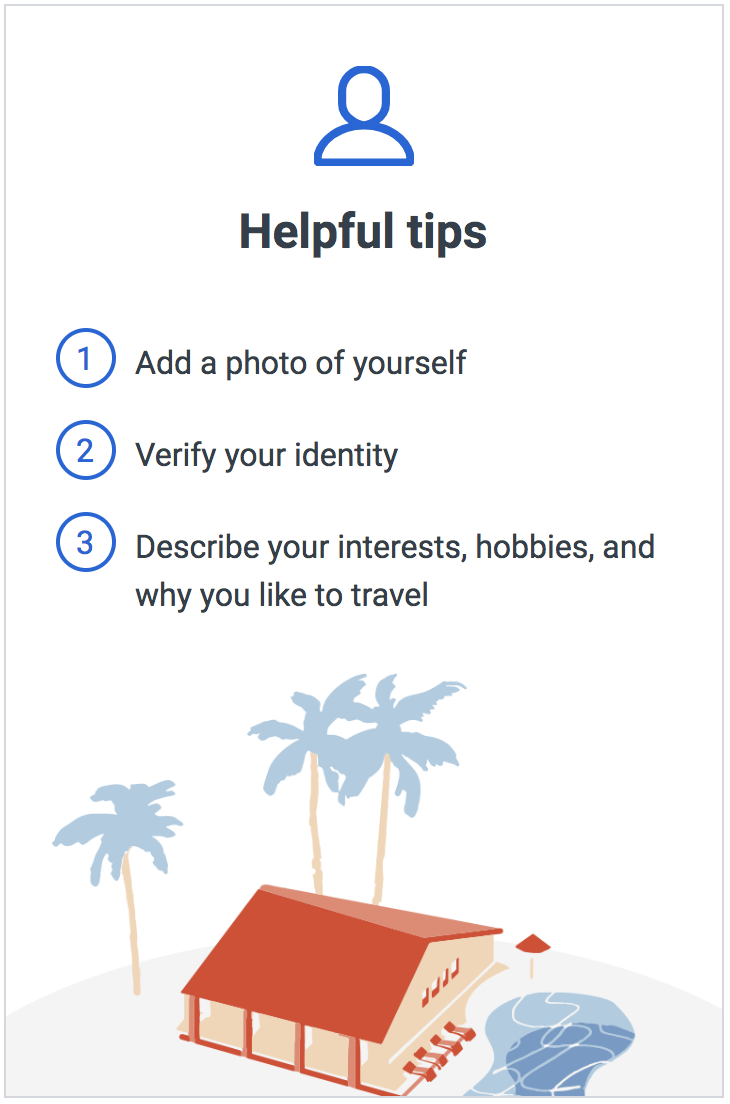 Helpful tips
1 Add a photo of yourself
2 Verify your identity
3 Describe your interests, hobbies, and
why you like to travel